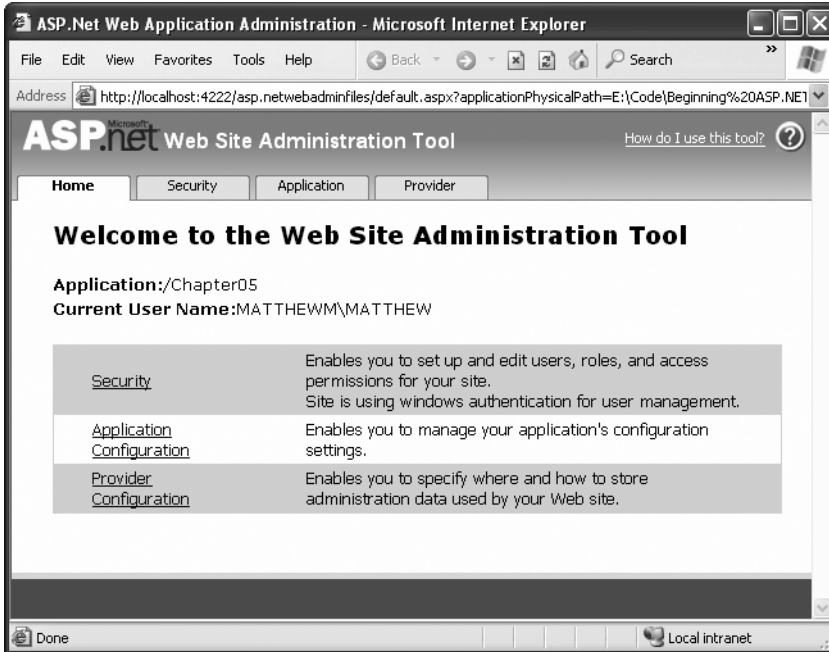 ASP.Net Web Application Administration - Microsoft Internet Explorer
File Edit View Favorites Tools Help Back Search »
Address http://localhost:4222/asp.netwebadminfiles/default.aspx?applicationPhysicalPath=E:\Code\Beginning%20ASP.NET
Microsoft
ASP.net Web Site Administration Tool How do I use this tool? ?
Home Security Application Provider
Welcome to the Web Site Administration Tool
Application:/Chapter05
Current User Name:MATTHEWM\MATTHEW
Security
Enables you to set up and edit users, roles, and access
permissions for your site.
Site is using windows authentication for user management.
Application
Configuration
Enables you to manage your application's configuration
settings.
Provider
Configuration
Enables you to specify where and how to store
administration data used by your Web site.
Done Local intranet